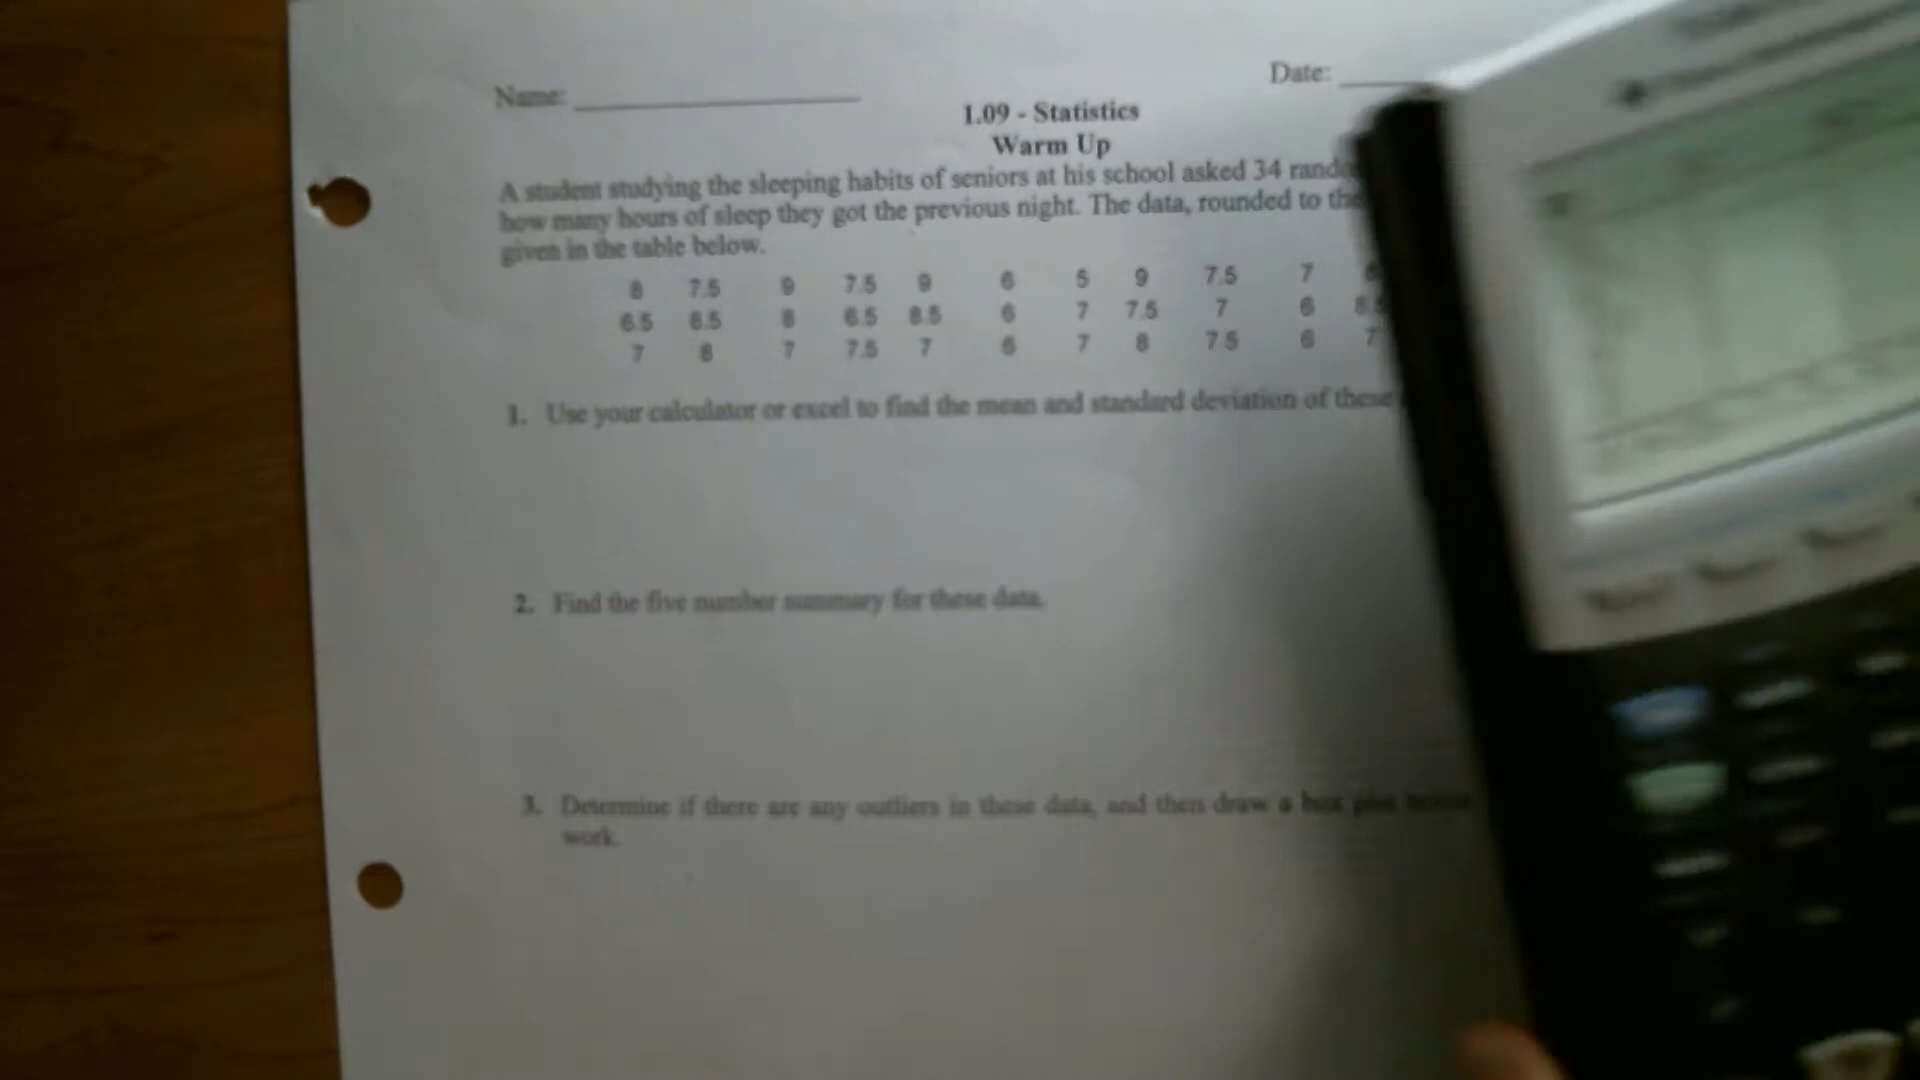 Name:
Date:
1.09 - Statistics
Warm Up
A student studying the sleeping habits of seniors at his school asked 34
how many hours of sleep they got the previous night. The data, rounded to the
given in the table below.
8 7.5 9 7.5 9 6 5 9 7.5 7
6.5 8.5 8 6.5 8.5 6 7 7.5 7 6
7 8 7 7.5 7 6 7 8 7.5 6 7
1. Use your calculator or excel to find the mean and standard deviation of these
2. Find the five number summary for these data.
3. Determine if there are any outliers in these data, and then draw a box plot
work.